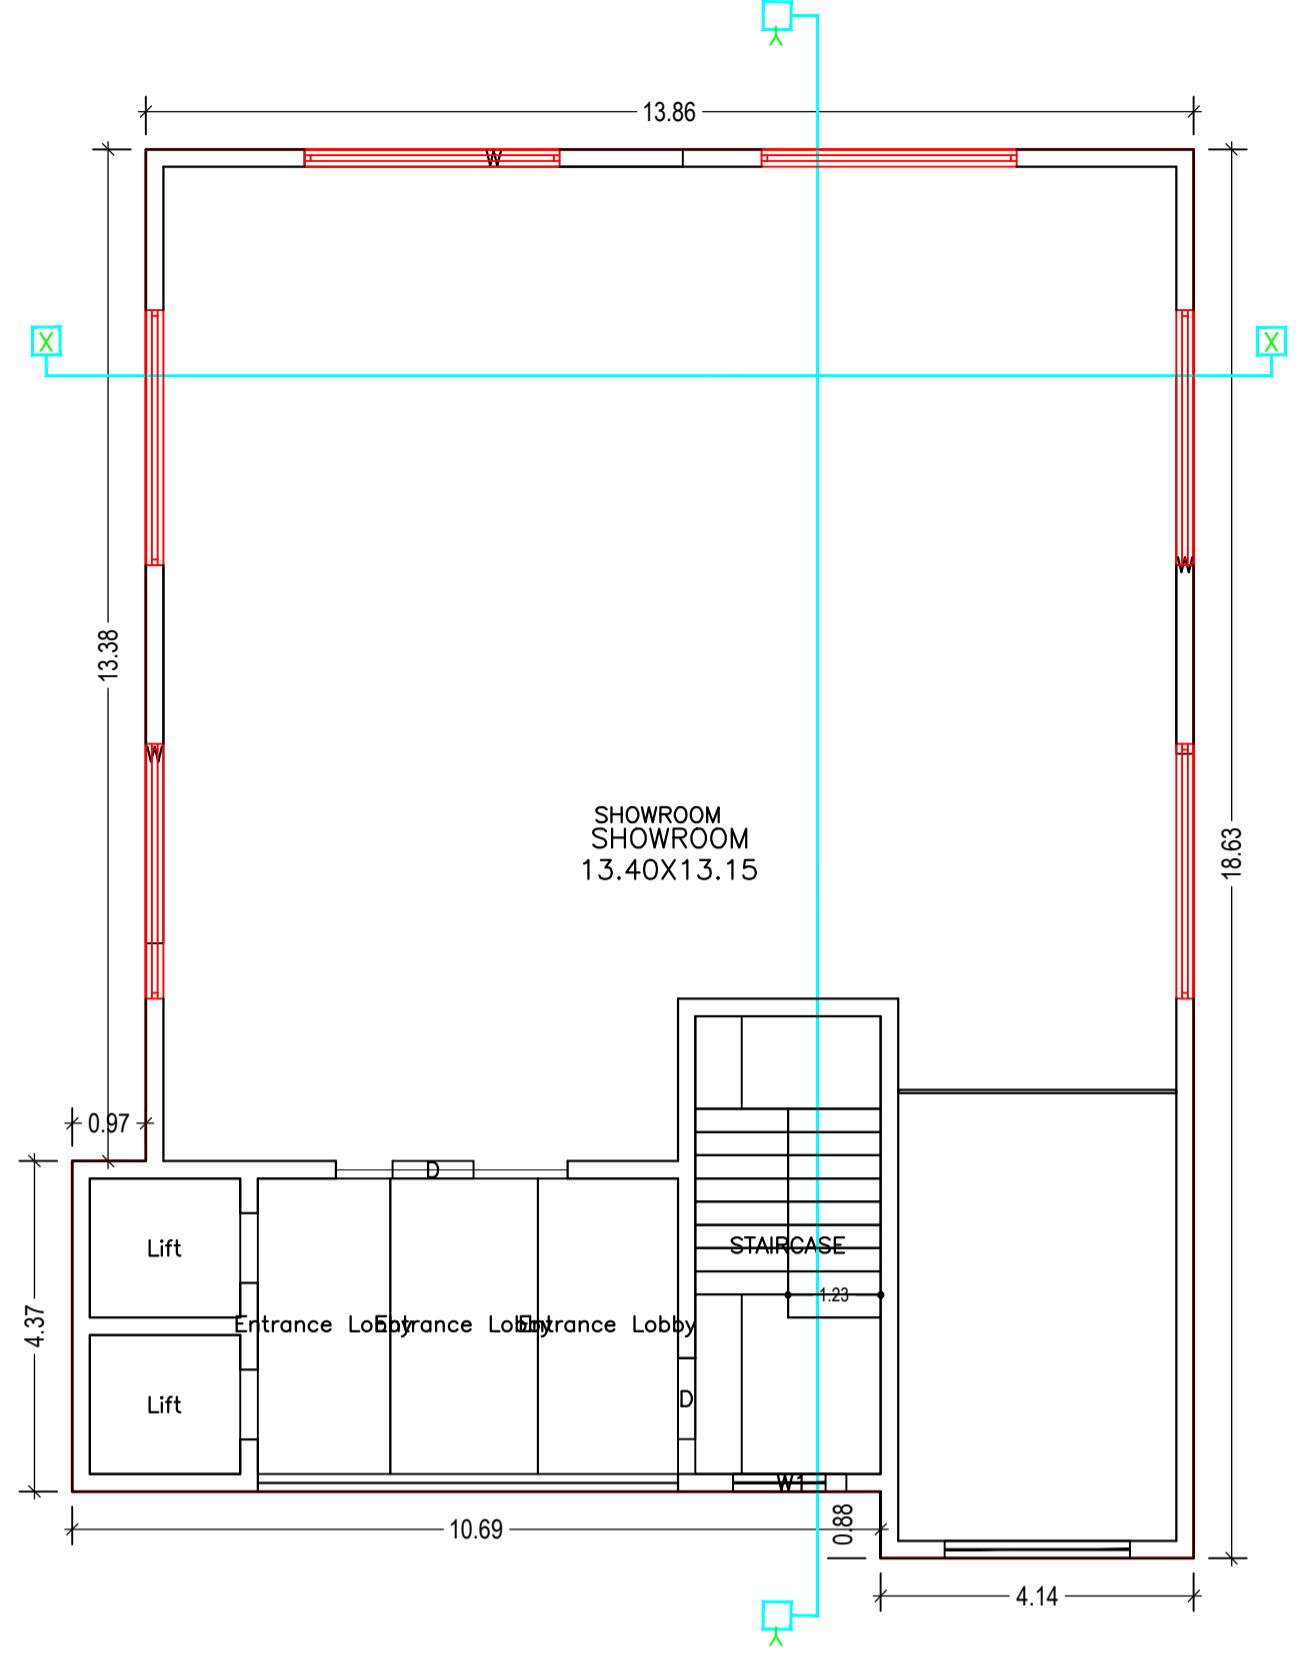 Y
13.86
W
X
X
W
13.38
W
SHOWROOM
SHOWROOM
13.40X13.15
18.63
0.97
D
Lift
STAIRCASE
1.23
4.37
Entrance Lobby
Entrance Lobby
Entrance Lobby
D
Lift
W1
0.88
10.69
4.14
Y